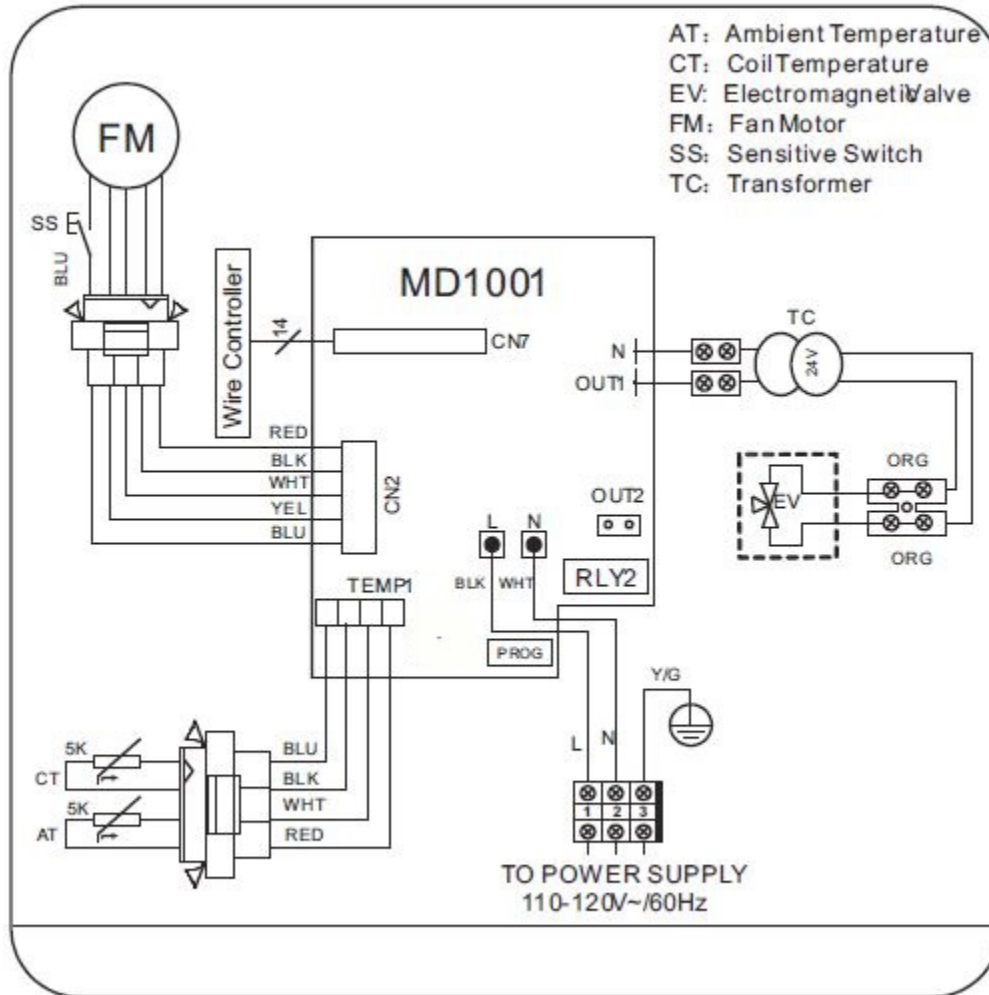 AT: Ambient Temperature
CT: Coil Temperature
EV: Electromagnetic Valve
FM: Fan Motor
SS: Sensitive Switch
TC: Transformer
FM
SS
BLU
Wire Controller
14
MD1001
CN7
N
OUT1
TC
24V
RED
BLK
WHT
YEL
BLU
CN2
ORG
EV
ORG
OUT2
L
N
BLK
WHT
RLY2
TEMP1
PROG
Y/G
L
N
5K
CT
5K
AT
BLU
BLK
WHT
RED
1 2 3
TO POWER SUPPLY
110-120V~/60Hz